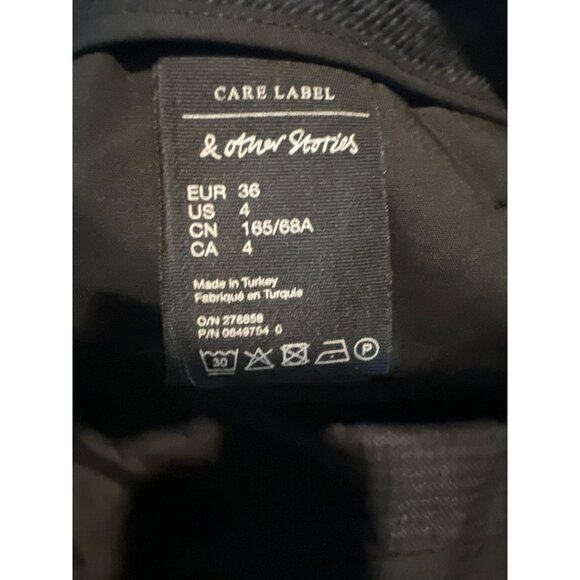 CARE LABEL
& other Stories
EUR 36
US 4
CN 165/68A
CA 4
Made in Turkey
Fabriqué en Turquie
O/N 278858
P/N 0649704 0
30
P